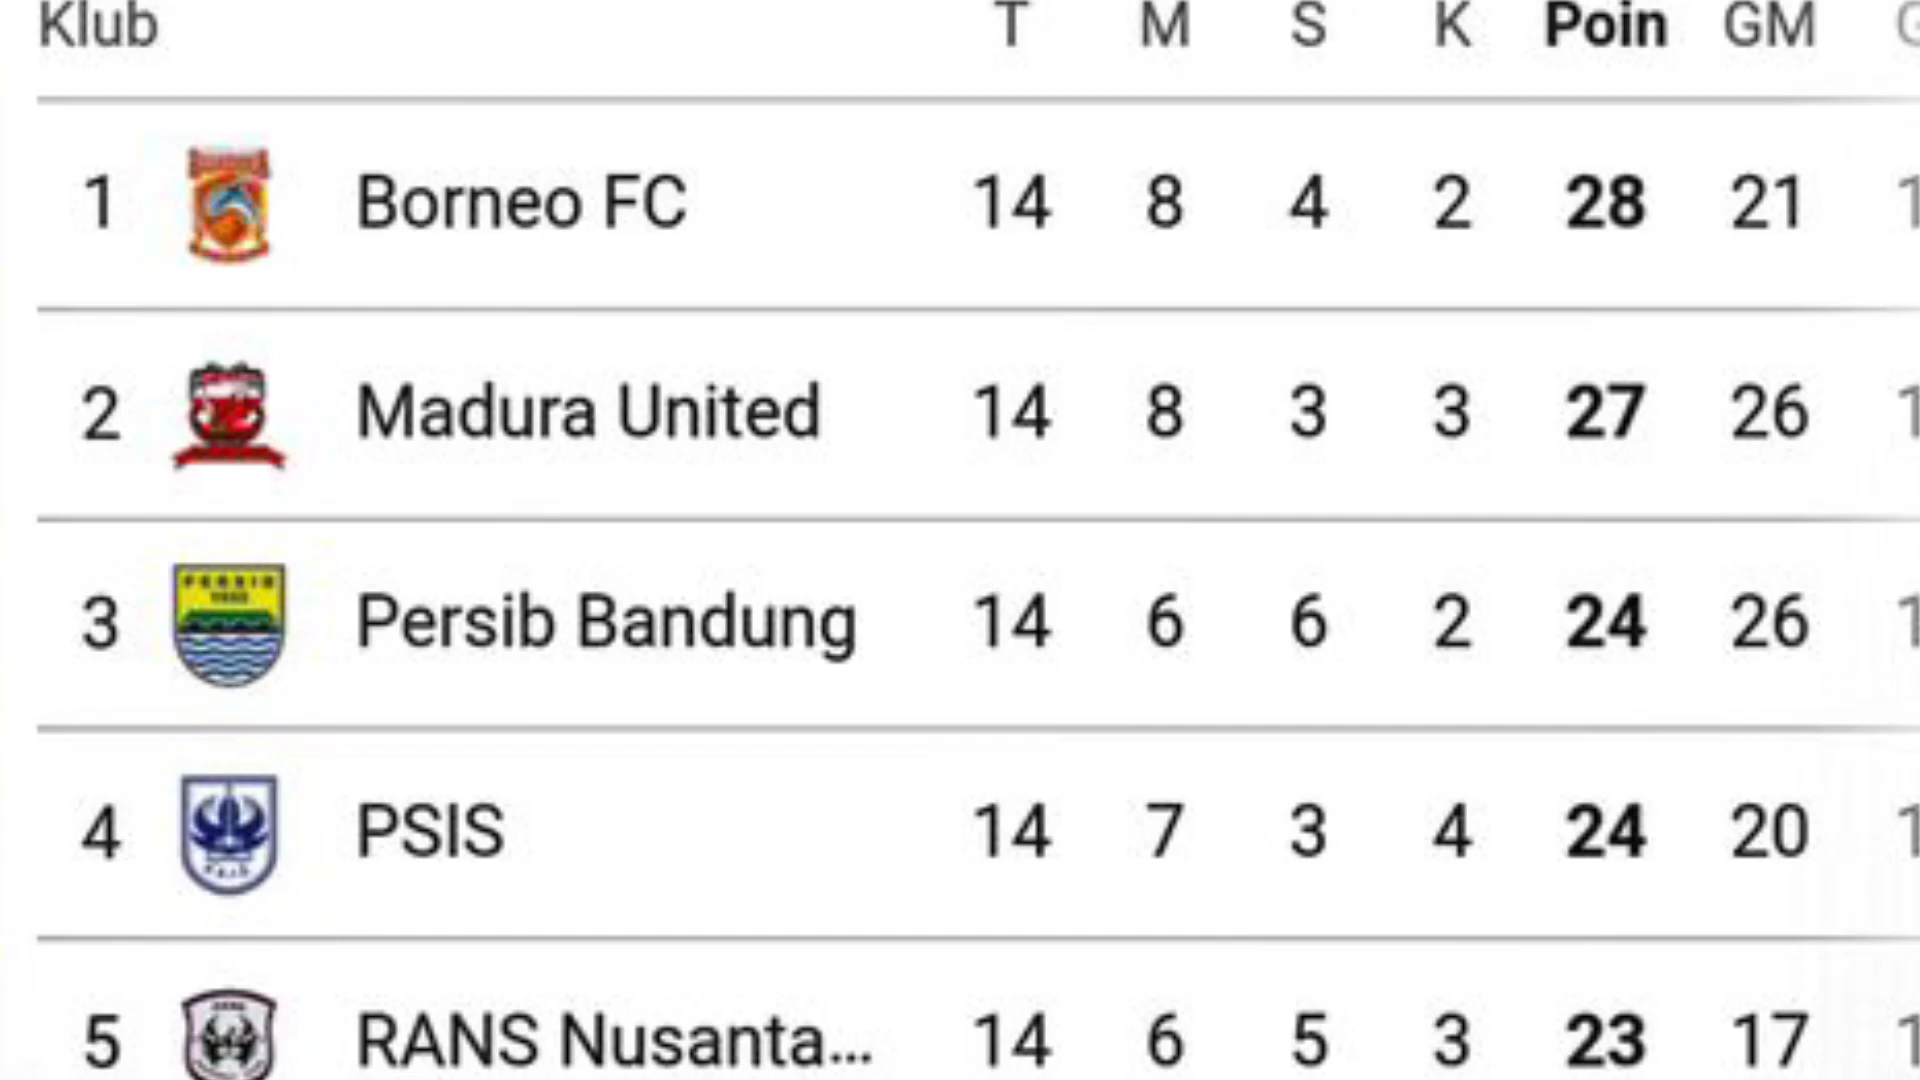 Klub T M S K Poin GM
1 Borneo FC 14 8 4 2 28 21
2 Madura United 14 8 3 3 27 26
3 PERSIB Persib Bandung 14 6 6 2 24 26
4 PSIS 14 7 3 4 24 20
5 RANS Nusanta... 14 6 5 3 23 17